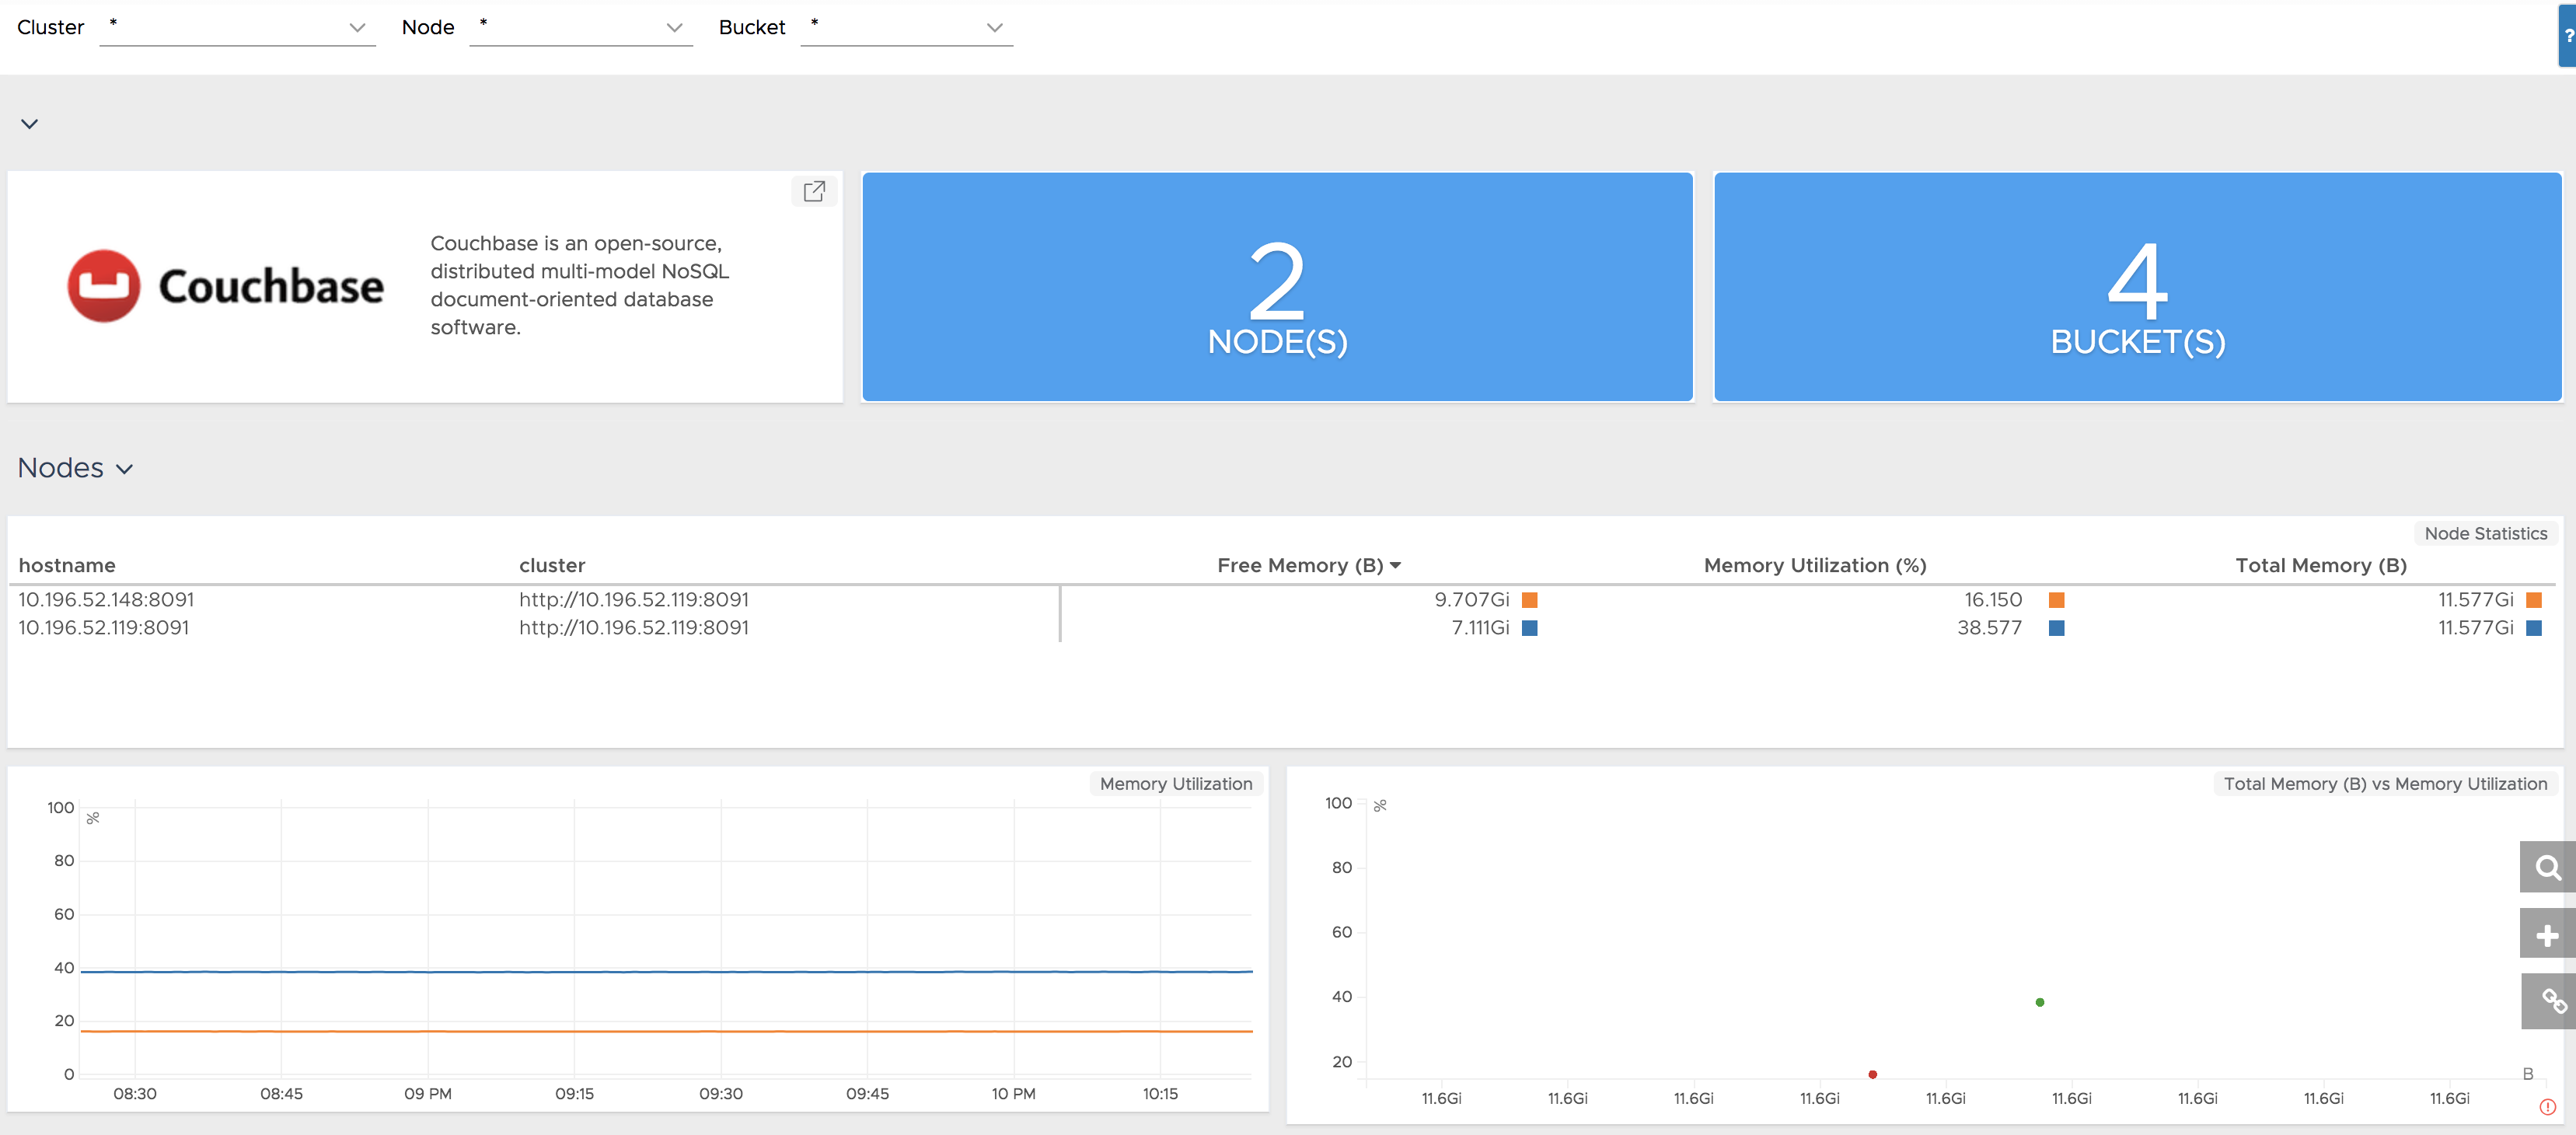 Cluster * Node * Bucket *
?
Couchbase
Couchbase is an open-source,
distributed multi-model NoSQL
document-oriented database
software.
2
NODE(S)
4
BUCKET(S)
Nodes
Node Statistics
hostname cluster Free Memory (B) Memory Utilization (%) Total Memory (B)
10.196.52.148:8091 http://10.196.52.119:8091 9.707Gi 16.150 11.577Gi
10.196.52.119:8091 http://10.196.52.119:8091 7.111Gi 38.577 11.577Gi
Memory Utilization
100
%
80
60
40
20
0
08:30 08:45 09 PM 09:15 09:30 09:45 10 PM 10:15
Total Memory (B) vs Memory Utilization
100
%
80
60
40
20
B
11.6Gi 11.6Gi 11.6Gi 11.6Gi 11.6Gi 11.6Gi 11.6Gi 11.6Gi 11.6Gi